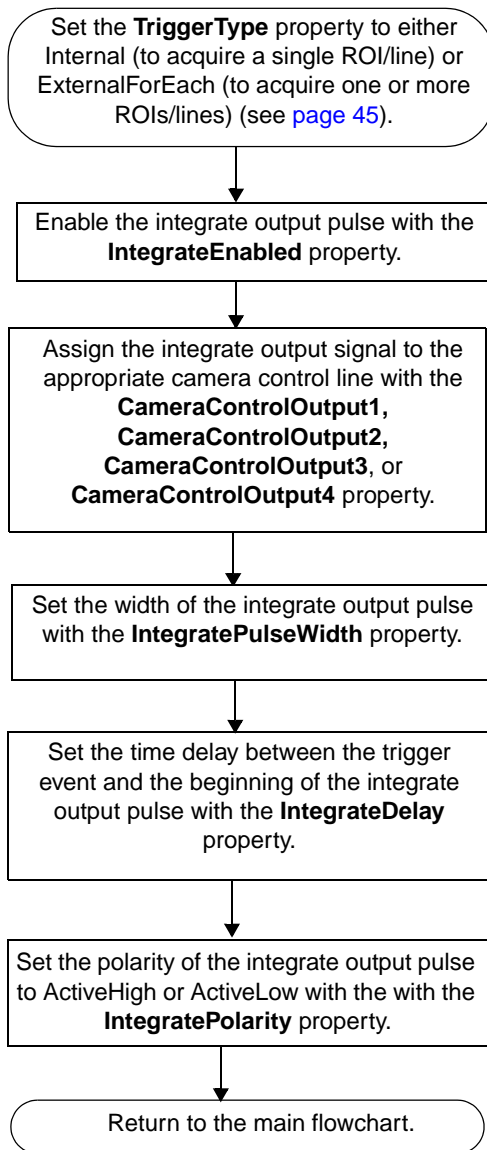 Set the TriggerType property to either
Internal (to acquire a single ROI/line) or
ExternalForEach (to acquire one or more
ROIs/lines) (see page 45).
Enable the integrate output pulse with the
IntegrateEnabled property.
Assign the integrate output signal to the
appropriate camera control line with the
CameraControlOutput1,
CameraControlOutput2,
CameraControlOutput3, or
CameraControlOutput4 property.
Set the width of the integrate output pulse
with the IntegratePulseWidth property.
Set the time delay between the trigger
event and the beginning of the integrate
output pulse with the IntegrateDelay
property.
Set the polarity of the integrate output pulse
to ActiveHigh or ActiveLow with the with the
IntegratePolarity property.
Return to the main flowchart.